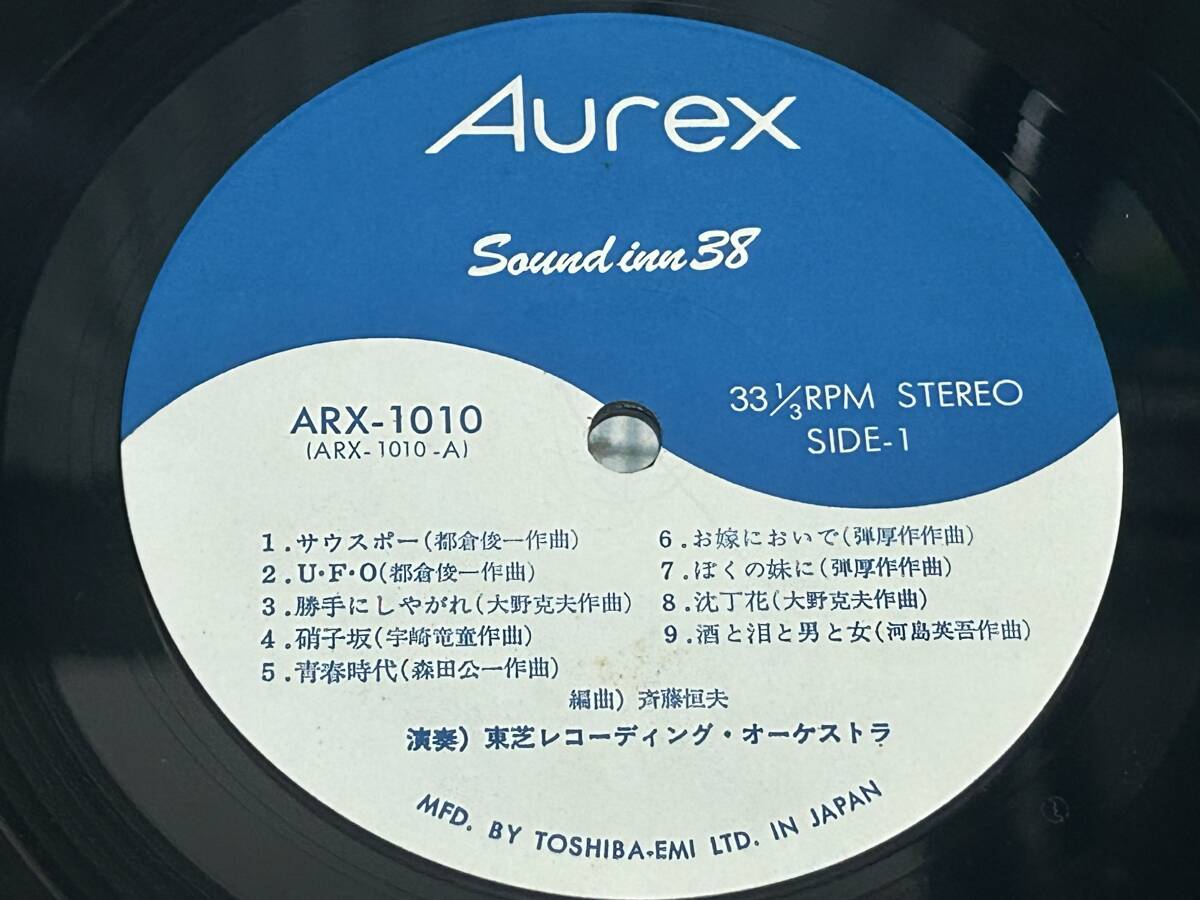 Aurex
Sound inn 38
33⅓RPM STEREO
SIDE-1
ARX-1010
(ARX-1010-A)
1.サウスポー(都倉俊一作曲)
2.U・F・O(都倉俊一作曲)
3.勝手にしやがれ(大野克夫作曲)
4.硝子坂(宇崎竜童作曲)
5.青春時代(森田公一作曲)
6.お嫁においで(弾厚作作曲)
7.ぼくの妹に(弾厚作作曲)
8.沈丁花(大野克夫作曲)
9.酒と泪と男と女(河島英吾作曲)
編曲) 斉藤恒夫
演奏) 東芝レコーディング・オーケストラ
MFD. BY TOSHIBA-EMI LTD. IN JAPAN